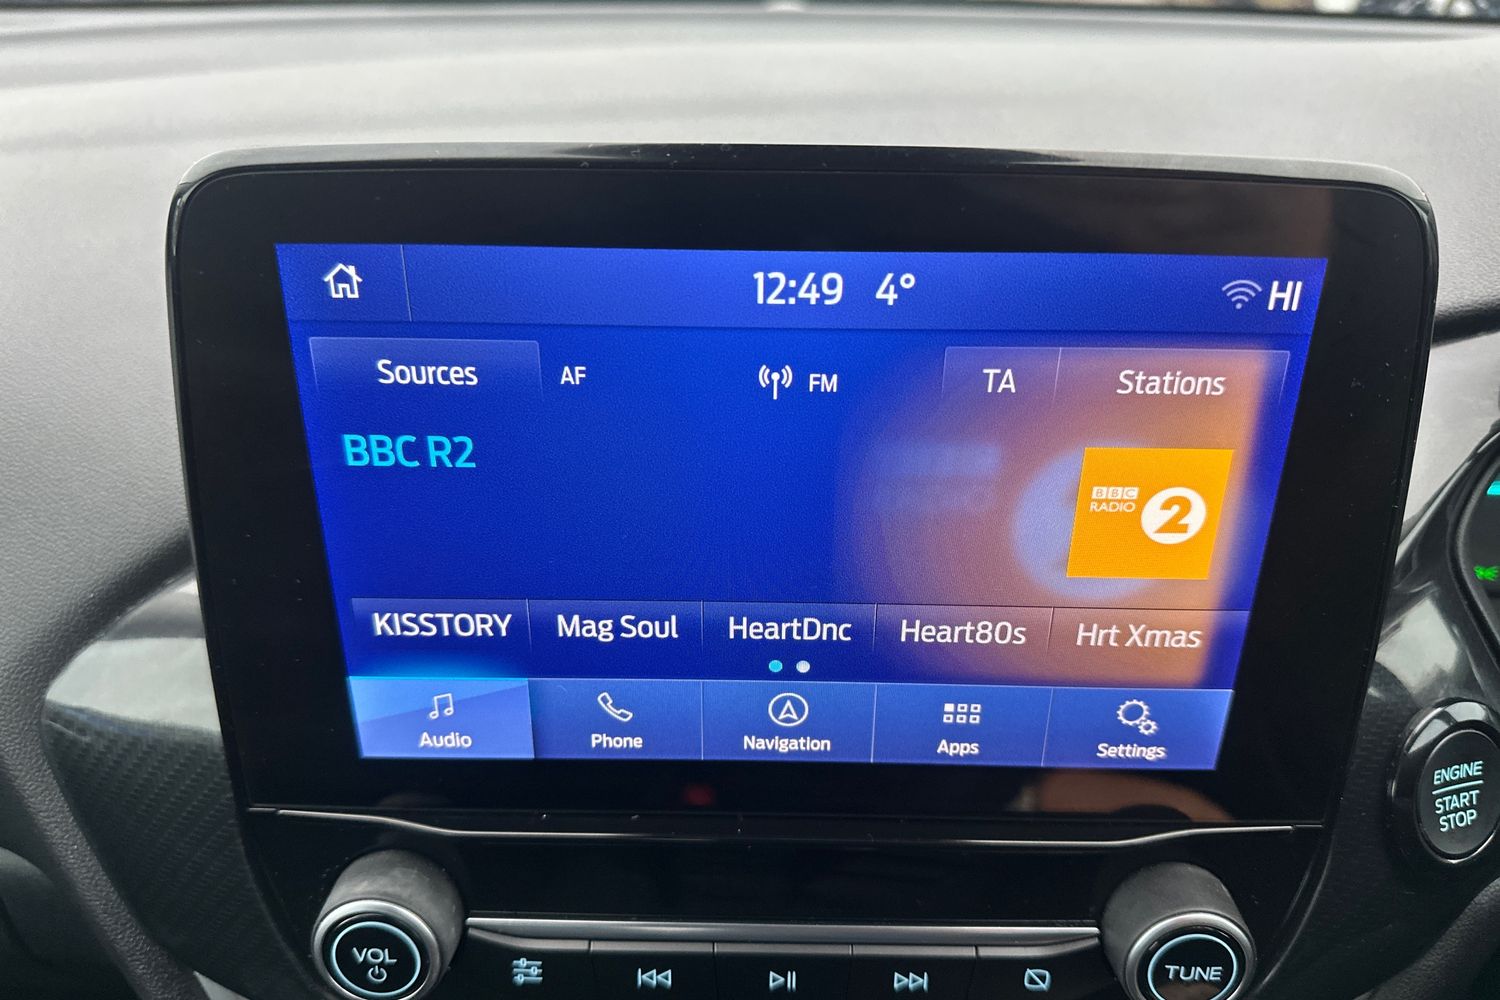 12:49 4° HI
Sources AF FM TA Stations
BBC R2
BBC
RADIO 2
KISSTORY Mag Soul HeartDnc Heart80s Hrt Xmas
Audio Phone Navigation Apps Settings
ENGINE
START
STOP
VOL
TUNE